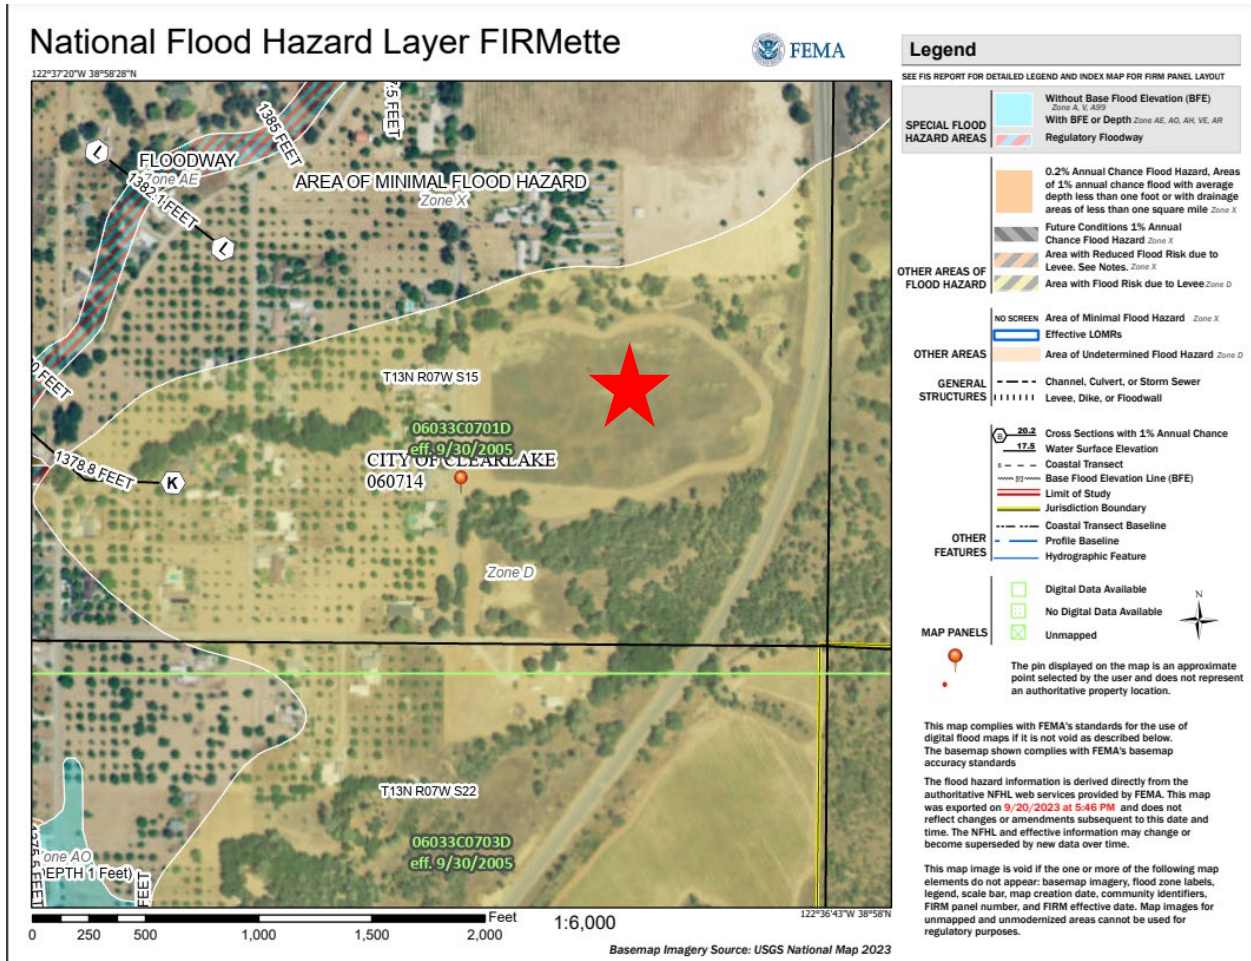 National Flood Hazard Layer FIRMette
FEMA
122°37'20"W 38°58'28"N
1385 FEET
7.5 FEET
L
FLOODWAY
Zone AE
1382.1 FEET
L
AREA OF MINIMAL FLOOD HAZARD
Zone X
0 FEET
T13N R07W S15
06033C0701D
eff. 9/30/2005
CITY OF CLEARLAKE
060714
1378.8 FEET
K
Zone D
T13N R07W S22
06033C0703D
eff. 9/30/2005
Zone AO
(DEPTH 1 Feet)
1375.5 FEET
FEET
122°36'43"W 38°58'N
Feet
1:6,000
0 250 500 1,000 1,500 2,000
Basemap Imagery Source: USGS National Map 2023
Legend
SEE FIS REPORT FOR DETAILED LEGEND AND INDEX MAP FOR FIRM PANEL LAYOUT
SPECIAL FLOOD
HAZARD AREAS
Without Base Flood Elevation (BFE)
Zone A, V, A99
With BFE or Depth Zone AE, AO, AH, VE, AR
Regulatory Floodway
0.2% Annual Chance Flood Hazard, Areas
of 1% annual chance flood with average
depth less than one foot or with drainage
areas of less than one square mile Zone X
Future Conditions 1% Annual
Chance Flood Hazard Zone X
Area with Reduced Flood Risk due to
Levee. See Notes. Zone X
Area with Flood Risk due to Levee Zone D
OTHER AREAS OF
FLOOD HAZARD
NO SCREEN Area of Minimal Flood Hazard Zone X
Effective LOMRs
OTHER AREAS
Area of Undetermined Flood Hazard Zone D
GENERAL
STRUCTURES
Channel, Culvert, or Storm Sewer
Levee, Dike, or Floodwall
B 20.2 Cross Sections with 1% Annual Chance
17.5 Water Surface Elevation
8 Coastal Transect
513 Base Flood Elevation Line (BFE)
Limit of Study
Jurisdiction Boundary
Coastal Transect Baseline
OTHER
FEATURES
Profile Baseline
Hydrographic Feature
Digital Data Available
No Digital Data Available
Unmapped
MAP PANELS
N
The pin displayed on the map is an approximate
point selected by the user and does not represent
an authoritative property location.
This map complies with FEMA's standards for the use of
digital flood maps if it is not void as described below.
The basemap shown complies with FEMA's basemap
accuracy standards
The flood hazard information is derived directly from the
authoritative NFHL web services provided by FEMA. This map
was exported on 9/20/2023 at 5:46 PM and does not
reflect changes or amendments subsequent to this date and
time. The NFHL and effective information may change or
become superseded by new data over time.
This map image is void if the one or more of the following map
elements do not appear: basemap imagery, flood zone labels,
legend, scale bar, map creation date, community identifiers,
FIRM panel number, and FIRM effective date. Map images for
unmapped and unmodernized areas cannot be used for
regulatory purposes.